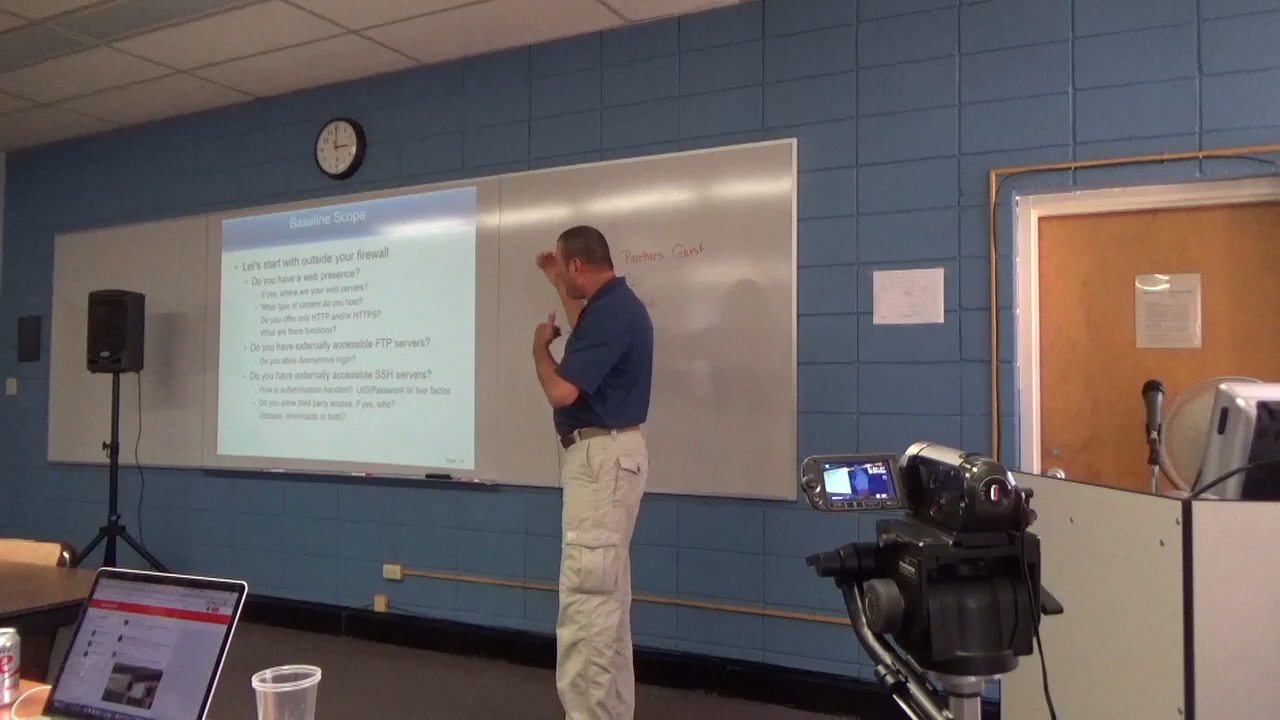 Baseline Scope
• Let's start with outside your firewall
• Do you have a web presence?
- If yes, where are your web servers?
- What type of content do you host?
- Do you offer only HTTP and/or HTTPS?
- What are there functions?
• Do you have externally accessible FTP servers?
- Do you allow Anonymous login?
• Do you have externally accessible SSH servers?
- How is authentication handled? UID/Password or two factor
- Do you allow third party access, if yes, who?
- Uploads, downloads or both?
Partners Guest